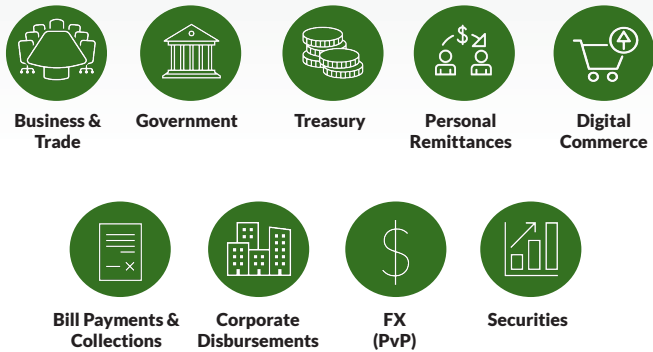 Business &
Trade
Government
Treasury
Personal
Remittances
Digital
Commerce
Bill Payments &
Collections
Corporate
Disbursements
FX
(PvP)
Securities